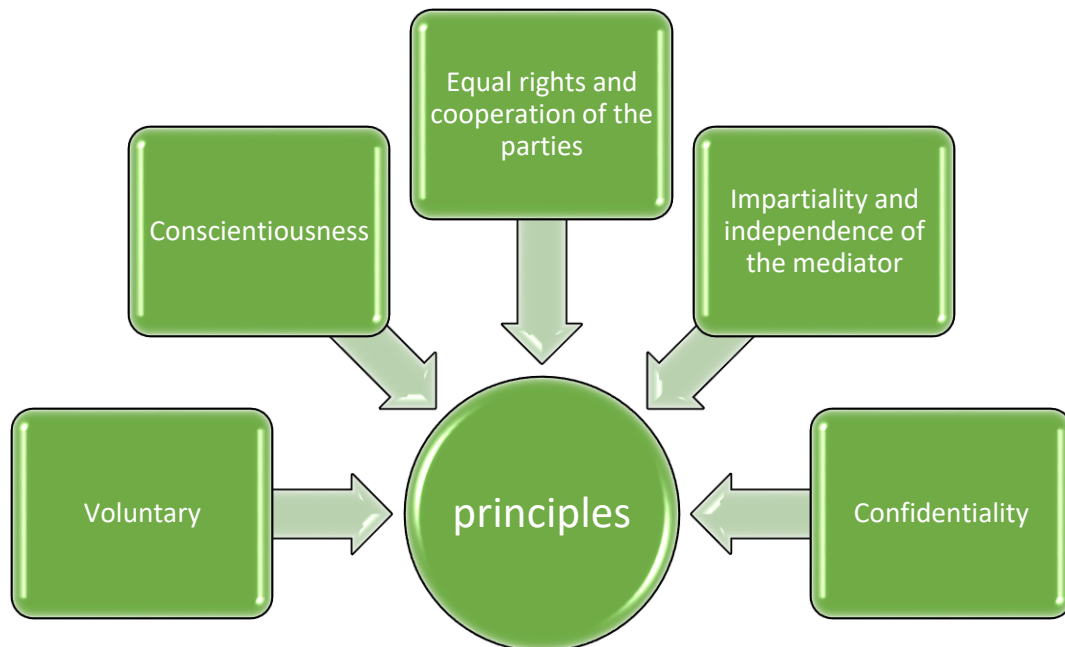 Equal rights and
cooperation of the
parties
Conscientiousness
Impartiality and
independence of
the mediator
Voluntary
principles
Confidentiality